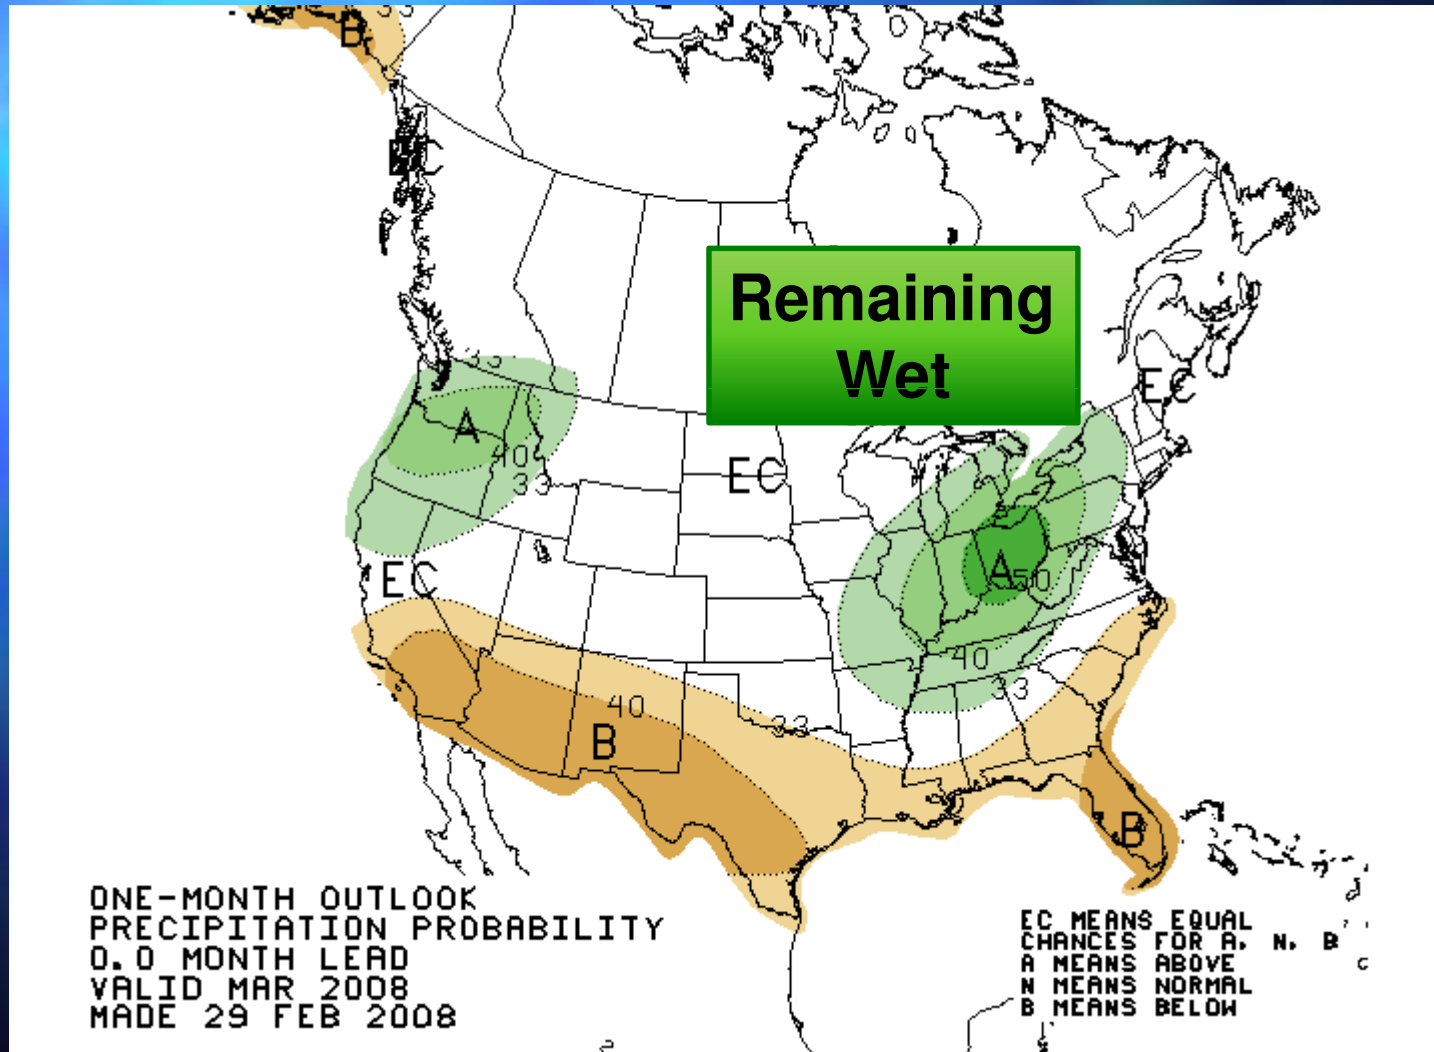 33
B
EC
Remaining
Wet
33
EC
A
40
33
EC
A 50
EC
40
33
40
33
B
B
ONE-MONTH OUTLOOK
PRECIPITATION PROBABILITY
0.0 MONTH LEAD
VALID MAR 2008
MADE 29 FEB 2008
EC MEANS EQUAL
CHANCES FOR A, N, B
A MEANS ABOVE
N MEANS NORMAL
B MEANS BELOW